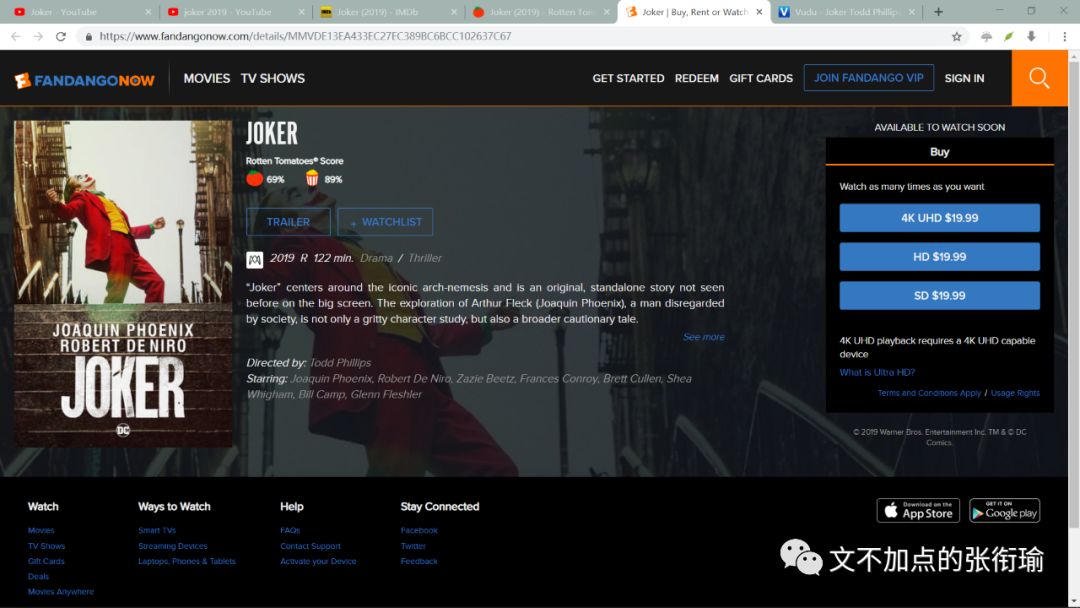 Joker - YouTube
joker 2019 - YouTube
Joker (2019) - IMDb
Joker (2019) - Rotten Tom
Joker | Buy, Rent or Watch
Vudu - Joker Todd Phillip
https://www.fandangonow.com/details/MMVDE13EA433EC27EC389BC6BCC102637C67
FANDANGONOW
MOVIES TV SHOWS
GET STARTED REDEEM GIFT CARDS JOIN FANDANGO VIP SIGN IN
JOAQUIN PHOENIX
ROBERT DE NIRO
JOKER
DC
JOKER
Rotten Tomatoes® Score
69% 89%
TRAILER + WATCHLIST
MA 2019 R 122 min. Drama / Thriller
“Joker” centers around the iconic arch-nemesis and is an original, standalone story not seen
before on the big screen. The exploration of Arthur Fleck (Joaquin Phoenix), a man disregarded
by society, is not only a gritty character study, but also a broader cautionary tale.
See more
Directed by: Todd Phillips
Starring: Joaquin Phoenix, Robert De Niro, Zazie Beetz, Frances Conroy, Brett Cullen, Shea
Whigham, Bill Camp, Glenn Fleshler
AVAILABLE TO WATCH SOON
Buy
Watch as many times as you want
4K UHD $19.99
HD $19.99
SD $19.99
4K UHD playback requires a 4K UHD capable
device
What is Ultra HD?
Terms and Conditions Apply / Usage Rights
© 2019 Warner Bros. Entertainment Inc. TM & © DC
Comics.
Watch
Movies
TV Shows
Gift Cards
Deals
Movies Anywhere
Ways to Watch
Smart TVs
Streaming Devices
Laptops, Phones & Tablets
Help
FAQs
Contact Support
Activate your Device
Stay Connected
Facebook
Twitter
Feedback
Download on the
App Store
GET IT ON
Google play
文不加点的张衔瑜